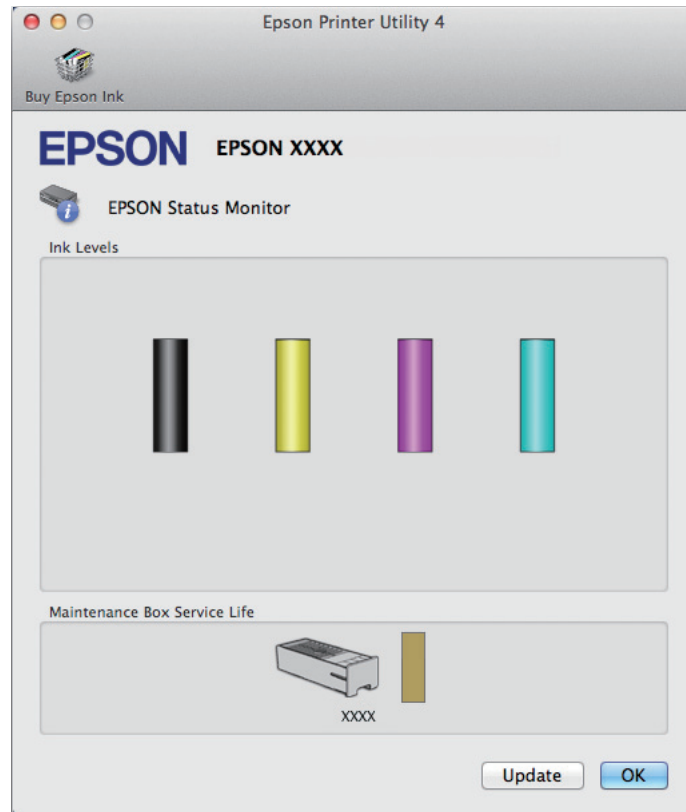 Epson Printer Utility 4
Buy Epson Ink
EPSON EPSON XXXX
EPSON Status Monitor
Ink Levels
Maintenance Box Service Life
XXXX
Update OK